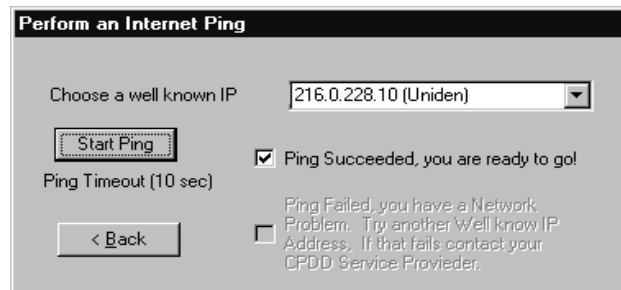 Perform an Internet Ping
Choose a well known IP
216.0.228.10 (Uniden)
Start Ping
Ping Timeout (10 sec)
Ping Succeeded, you are ready to go!
Ping Failed, you have a Network
Problem. Try another Well know IP
Address, If that fails contact your
CPDD Service Provieder.
< Back